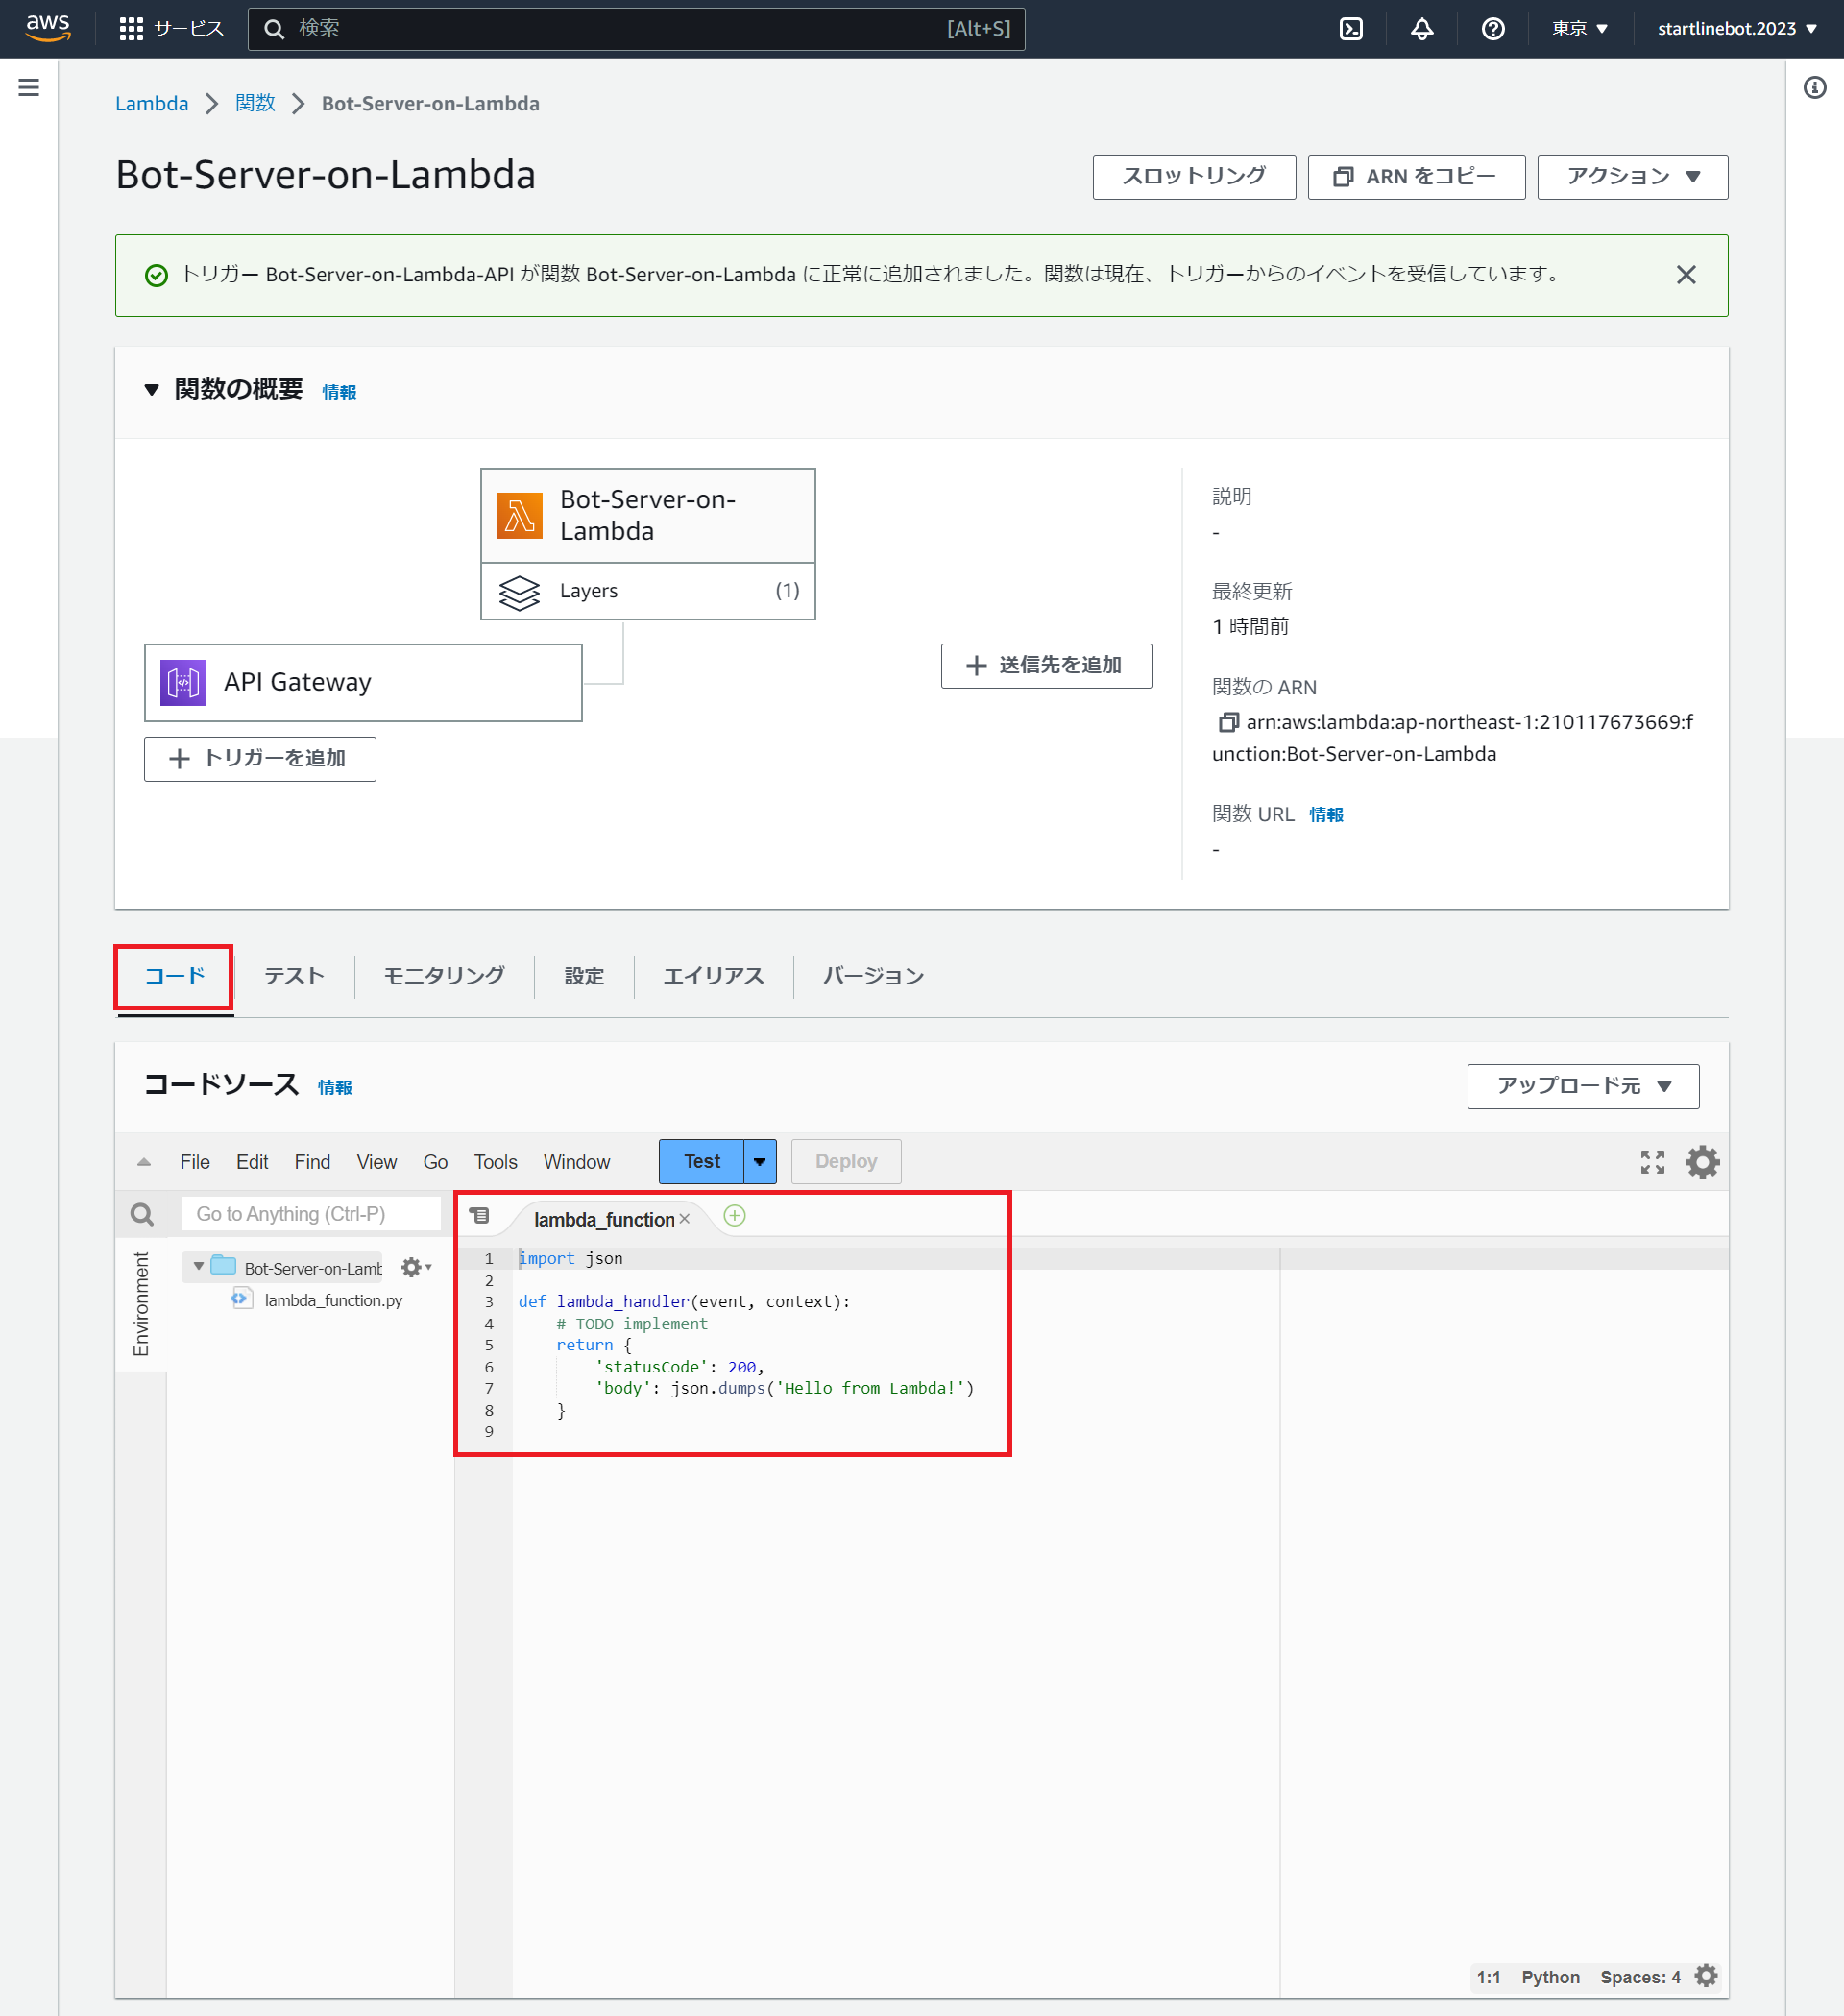 aws サービス 検索 [Alt+S] 東京 startlinebot.2023
Lambda 関数 Bot-Server-on-Lambda
Bot-Server-on-Lambda スロットリング ARN をコピー アクション
トリガー Bot-Server-on-Lambda-API が関数 Bot-Server-on-Lambda に正常に追加されました。関数は現在、トリガーからのイベントを受信しています。
関数の概要 情報
Bot-Server-on-
Lambda
Layers (1)
API Gateway
トリガーを追加
送信先を追加
説明
-
最終更新
1 時間前
関数の ARN
arn:aws:lambda:ap-northeast-1:210117673669:f
unction:Bot-Server-on-Lambda
関数 URL 情報
-
コード テスト モニタリング 設定 エイリアス バージョン
コードソース 情報 アップロード元
File Edit Find View Go Tools Window Test Deploy
Go to Anything (Ctrl-P)
Environment
Bot-Server-on-Lamb
lambda_function.py
lambda_function
1 import json
2
3 def lambda_handler(event, context):
4 # TODO implement
5 return {
6 'statusCode': 200,
7 'body': json.dumps('Hello from Lambda!')
8 }
9
1:1 Python Spaces: 4